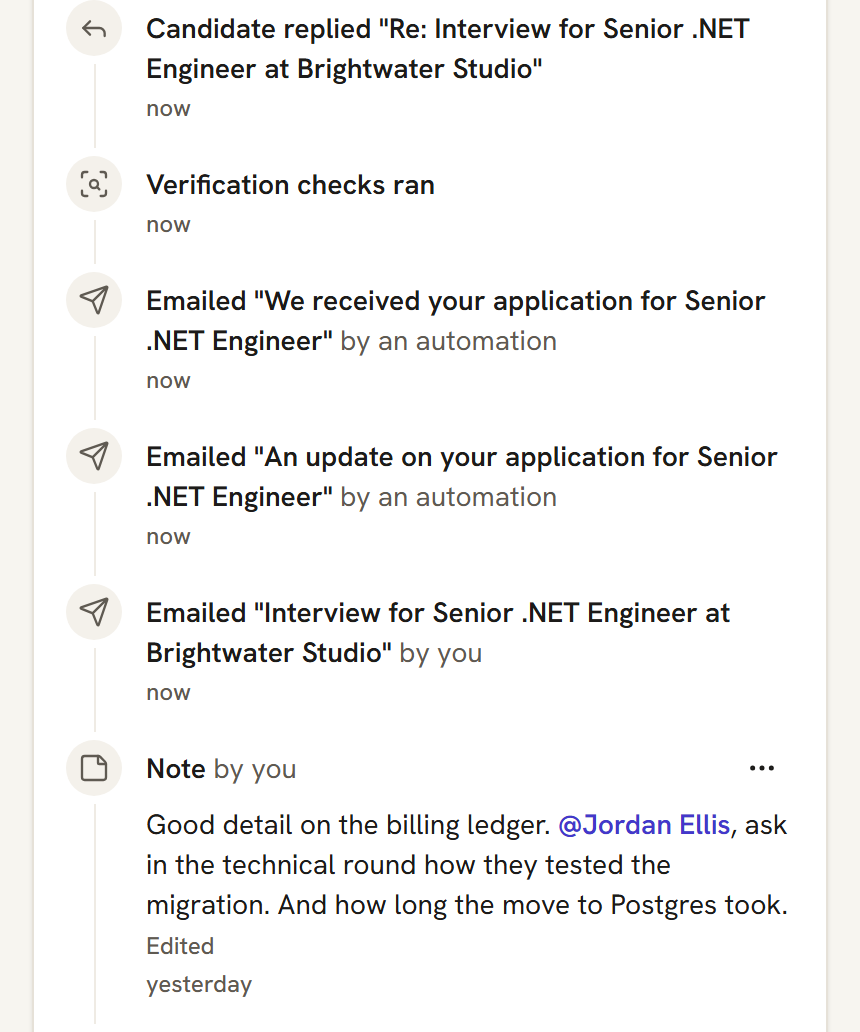 Candidate replied "Re: Interview for Senior .NET
Engineer at Brightwater Studio"
now
Verification checks ran
now
Emailed "We received your application for Senior
.NET Engineer" by an automation
now
Emailed "An update on your application for Senior
.NET Engineer" by an automation
now
Emailed "Interview for Senior .NET Engineer at
Brightwater Studio" by you
now
Note by you
Good detail on the billing ledger. @Jordan Ellis, ask
in the technical round how they tested the
migration. And how long the move to Postgres took.
Edited
yesterday